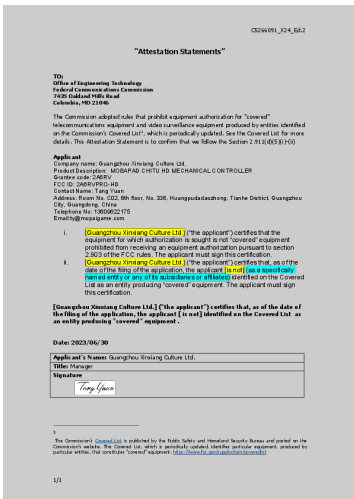 CS266091_X24_Ed.2
"Attestation Statements"
TO:
Office of Engineering Technology
Federal Communications Commission
7435 Oakland Mills Road
Columbia, MD 21046
The Commission adopted rules that prohibit equipment authorization for "covered"
telecommunications equipment and video surveillance equipment produced by entities identified
on the Commission's Covered List¹, which is periodically updated. See the Covered List for more
details. This Attestation Statement is to confirm that we follow the Section 2.911(d)(5)(i)-(ii)
Applicant
Company name: Guangzhou Xinxiang Culture Ltd.
Product Description: MOBAPAD CHITU HD MECHANICAL CONTROLLER
Grantee code: 2A6RV
FCC ID: 2A6RVPRO-HD
Contact Name: Tang Yuan
Address: Room No. C02, 6th floor, No. 336, Huangpudadaozhong, Tianhe District, Guangzhou
City, Guangdong, China
Telephone No: 13609622175
Email:ty@mopaigame.com
i. [Guangzhou Xinxiang Culture Ltd.] ("the applicant") certifies that the
equipment for which authorization is sought is not "covered" equipment
prohibited from receiving an equipment authorization pursuant to section
2.903 of the FCC rules. The applicant must sign this certification.
ii. [Guangzhou Xinxiang Culture Ltd.] ("the applicant") certifies that, as of the
date of the filing of the application, the applicant [is not] (as a specifically
named entity or any of its subsidiaries or affiliates) identified on the Covered
List as an entity producing "covered" equipment. The applicant must sign
this certification.
[Guangzhou Xinxiang Culture Ltd.] ("the applicant") certifies that, as of the date of
the filing of the application, the applicant [ is not] identified on the Covered List as
an entity producing "covered" equipment .
Date: 2023/06/30
Applicant's Name: Guangzhou Xinxiang Culture Ltd.
Title: Manager
Signature
Tang Yuan
1
The Commission's Covered List is published by the Public Safety and Homeland Security Bureau and posted on the
Commission's website. This Covered List, which is periodically updated, identifies particular equipment, produced by
particular entities, that constitutes "covered" equipment. https://www.fcc.gov/supplychain/coveredlist
1/1